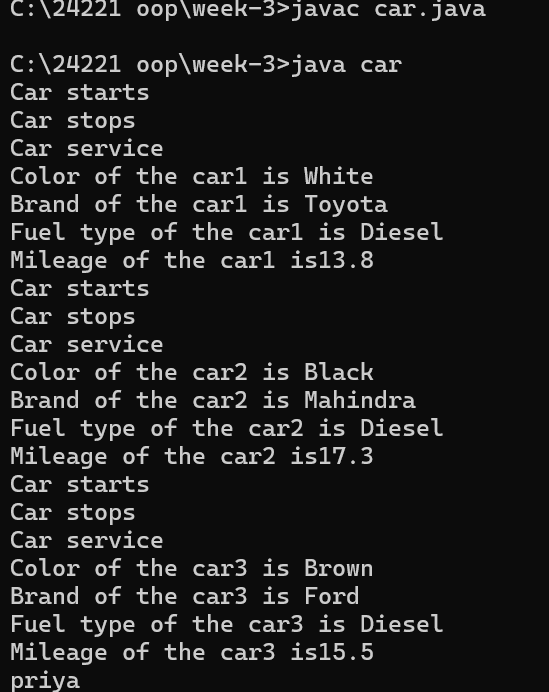 C:\24221 oop\week-3>javac car.java
C:\24221 oop\week-3>java car
Car starts
Car stops
Car service
Color of the car1 is White
Brand of the car1 is Toyota
Fuel type of the car1 is Diesel
Mileage of the car1 is13.8
Car starts
Car stops
Car service
Color of the car2 is Black
Brand of the car2 is Mahindra
Fuel type of the car2 is Diesel
Mileage of the car2 is17.3
Car starts
Car stops
Car service
Color of the car3 is Brown
Brand of the car3 is Ford
Fuel type of the car3 is Diesel
Mileage of the car3 is15.5
priya